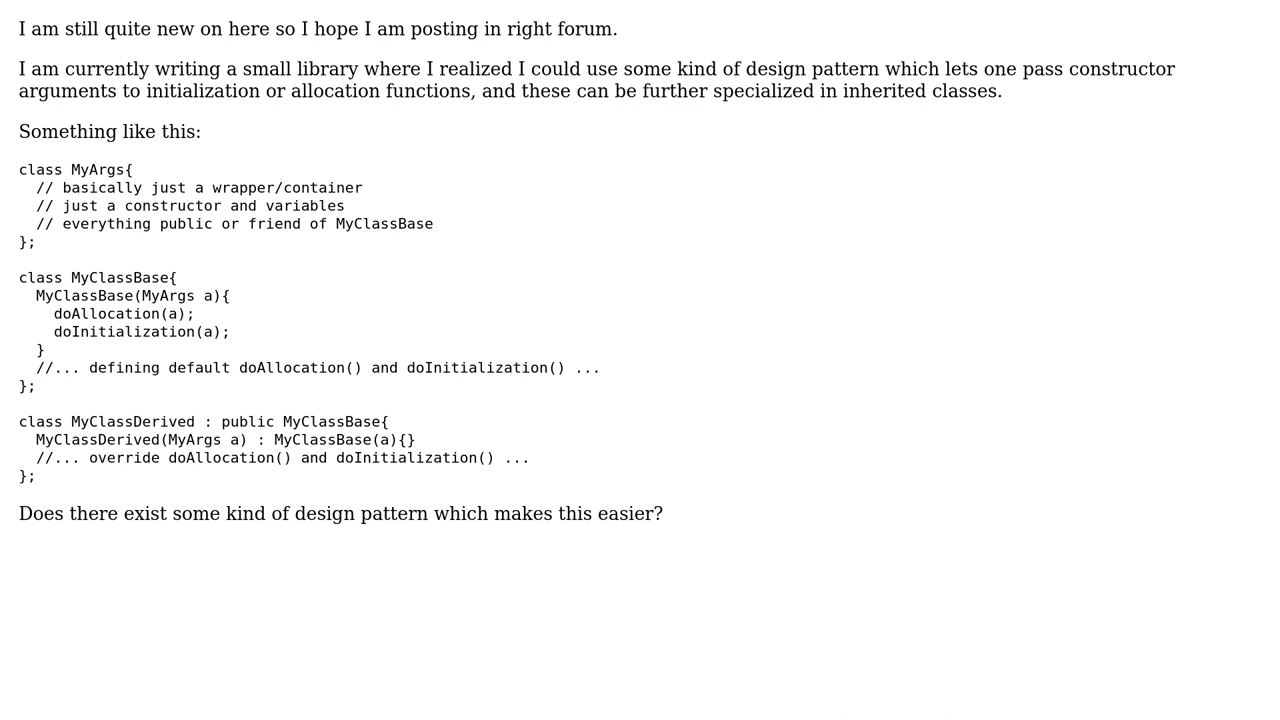 I am still quite new on here so I hope I am posting in right forum.
I am currently writing a small library where I realized I could use some kind of design pattern which lets one pass constructor
arguments to initialization or allocation functions, and these can be further specialized in inherited classes.
Something like this:
class MyArgs{
  // basically just a wrapper/container
  // just a constructor and variables
  // everything public or friend of MyClassBase
};
class MyClassBase{
  MyClassBase(MyArgs a){
    doAllocation(a);
    doInitialization(a);
  }
  //... defining default doAllocation() and doInitialization() ...
};
class MyClassDerived : public MyClassBase{
  MyClassDerived(MyArgs a) : MyClassBase(a){}
  //... override doAllocation() and doInitialization() ...
};
Does there exist some kind of design pattern which makes this easier?